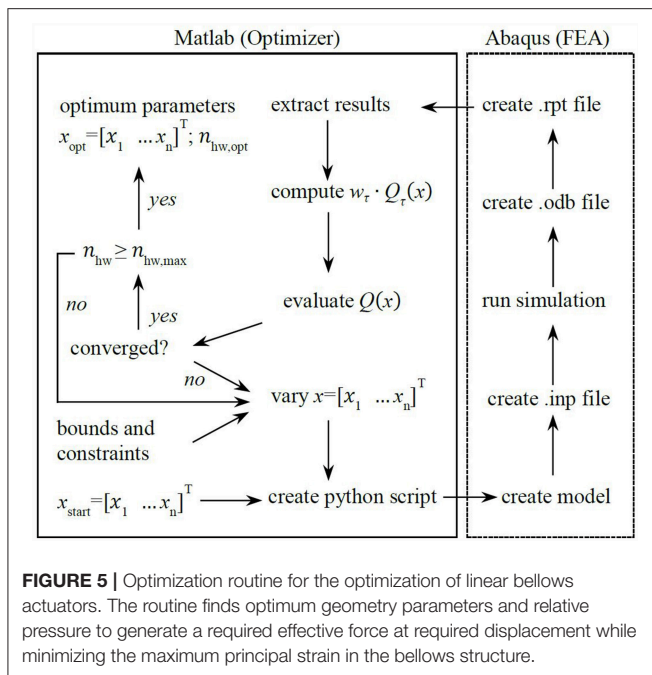 Matlab (Optimizer)
Abaqus (FEA)
optimum parameters
x_opt=[x_1 ...x_n]^T; n_hw,opt
yes
n_hw ≥ n_hw,max
no
yes
converged?
no
bounds and
constraints
x_start=[x_1 ...x_n]^T
extract results
compute w_τ · Q_τ(x)
evaluate Q(x)
vary x=[x_1 ...x_n]^T
create python script
create .rpt file
create .odb file
run simulation
create .inp file
create model
FIGURE 5 | Optimization routine for the optimization of linear bellows
actuators. The routine finds optimum geometry parameters and relative
pressure to generate a required effective force at required displacement while
minimizing the maximum principal strain in the bellows structure.